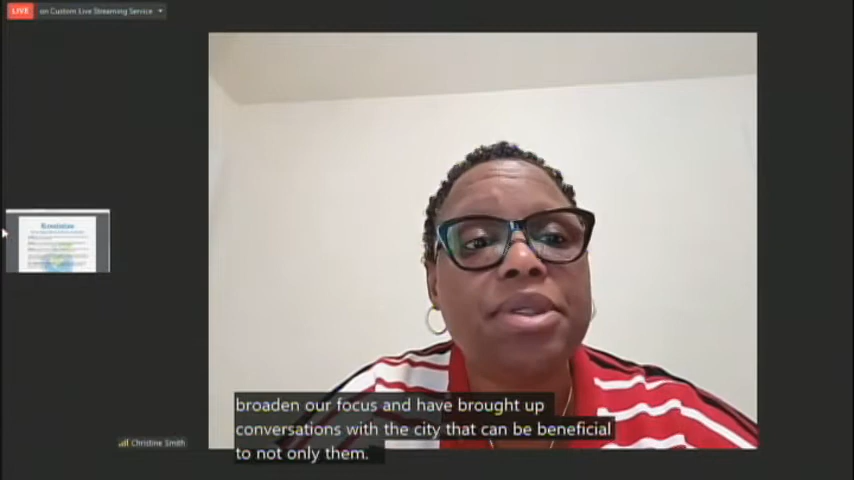 LIVE on Custom Live Streaming Service
Resolution
broaden our focus and have brought up
conversations with the city that can be beneficial
to not only them.
Christine Smith